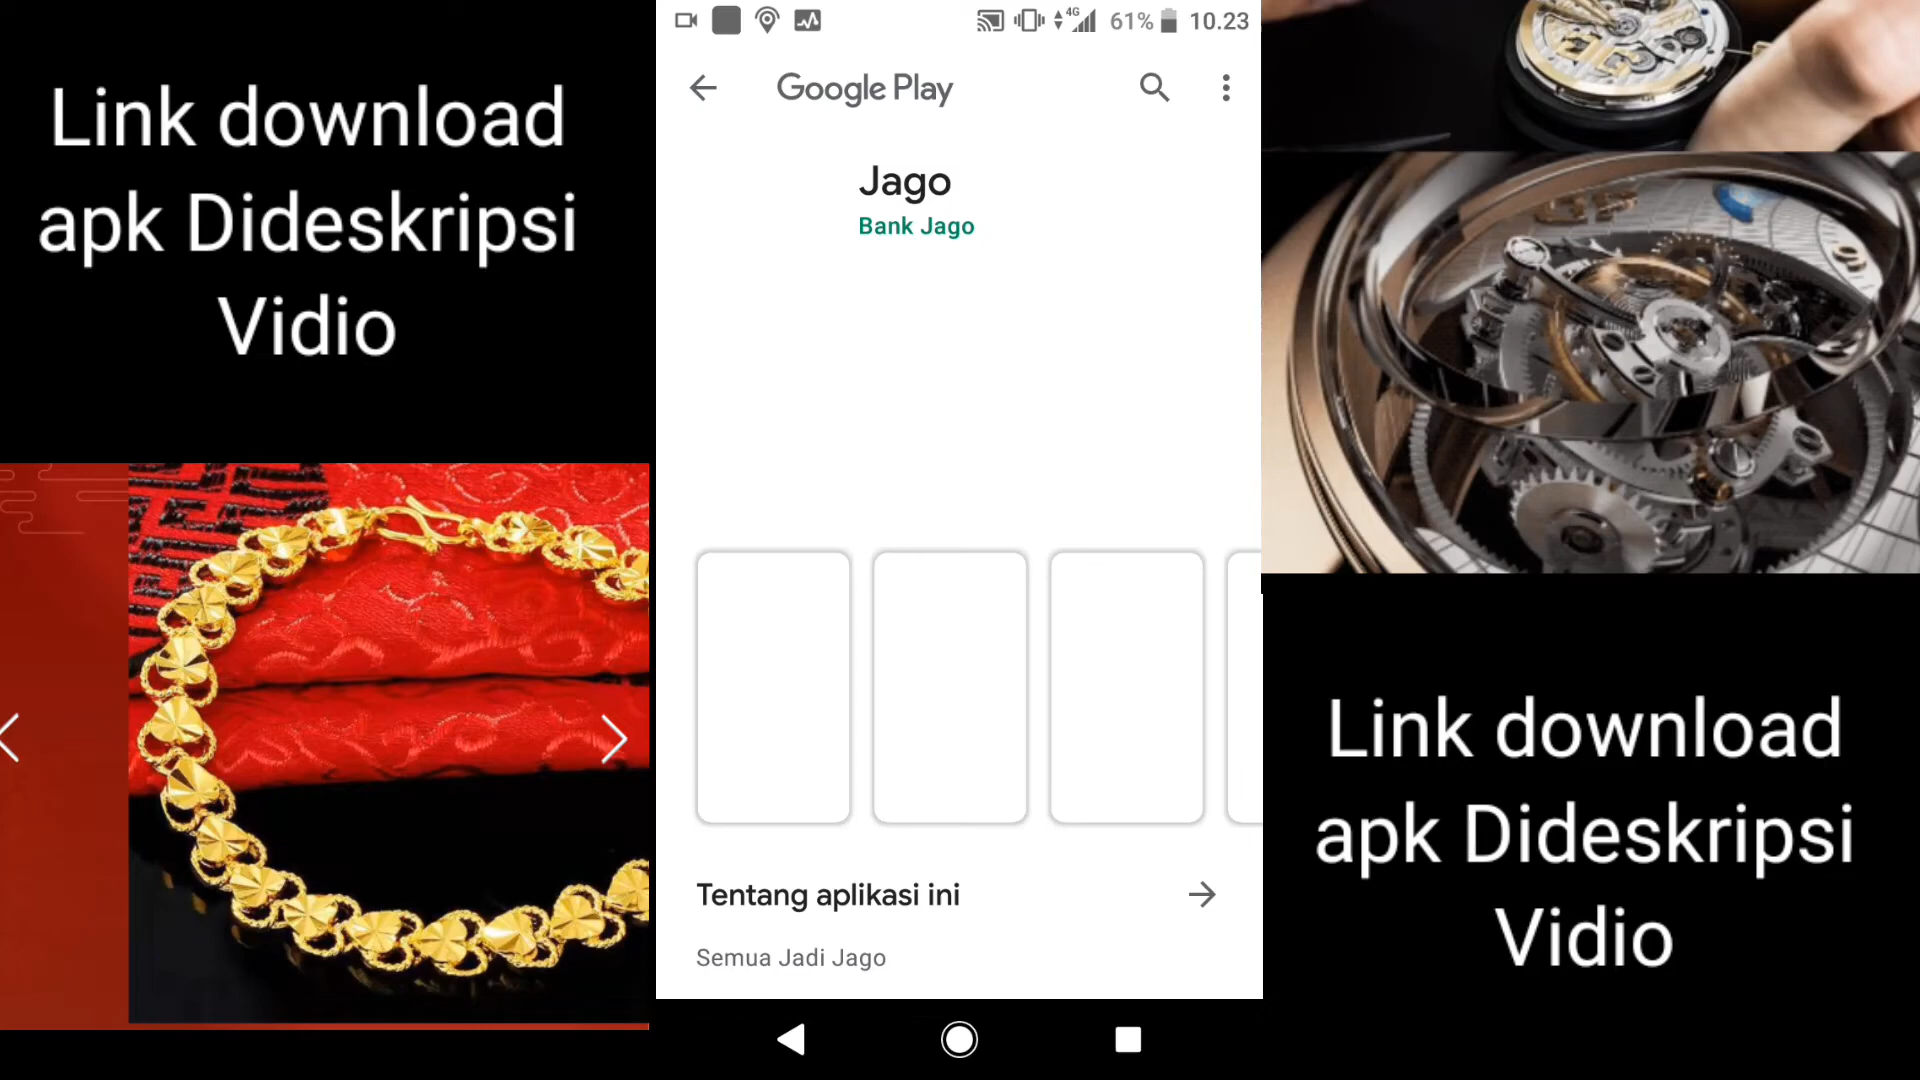 Link download
apk Dideskripsi
Vidio
4G
61%
10.23
Google Play
Jago
Bank Jago
Tentang aplikasi ini
Semua Jadi Jago
Link download
apk Dideskripsi
Vidio